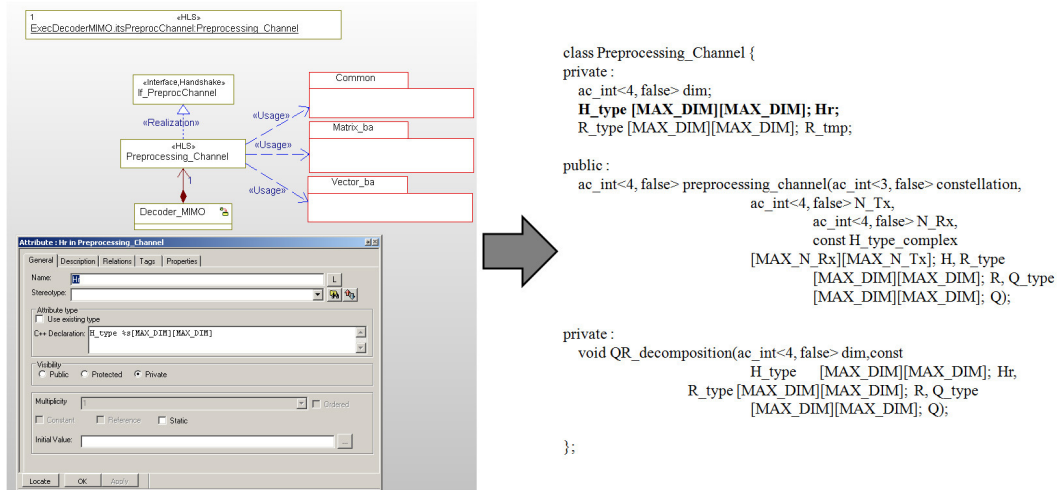 1 «HLS»
ExecDecoderMIMO.itsPreprocChannel:Preprocessing_Channel
«Interface,Handshake»
If_PreprocChannel
Common
«Realization»
«Usage»
Matrix_ba
«HLS»
Preprocessing_Channel
«Usage»
1
«Usage»
Vector_ba
Decoder_MIMO
Attribute : Hr in Preprocessing_Channel
General Description Relations Tags Properties
Name: Hr L
Stereotype:
Attribute type
Use existing type
C++ Declaration: H_type %s[MAX_DIM][MAX_DIM]
Visibility
Public Protected Private
Multiplicity 1 Ordered
Constant Reference Static
Initial Value: ...
Locate OK Apply
class Preprocessing_Channel {
private :
ac_int<4, false> dim;
H_type [MAX_DIM][MAX_DIM]; Hr;
R_type [MAX_DIM][MAX_DIM]; R_tmp;
public :
ac_int<4, false> preprocessing_channel(ac_int<3, false> constellation,
ac_int<4, false> N_Tx,
ac_int<4, false> N_Rx,
const H_type_complex
[MAX_N_Rx][MAX_N_Tx]; H, R_type
[MAX_DIM][MAX_DIM]; R, Q_type
[MAX_DIM][MAX_DIM]; Q);
private :
void QR_decomposition(ac_int<4, false> dim,const
H_type [MAX_DIM][MAX_DIM]; Hr,
R_type [MAX_DIM][MAX_DIM]; R, Q_type
[MAX_DIM][MAX_DIM]; Q);
};